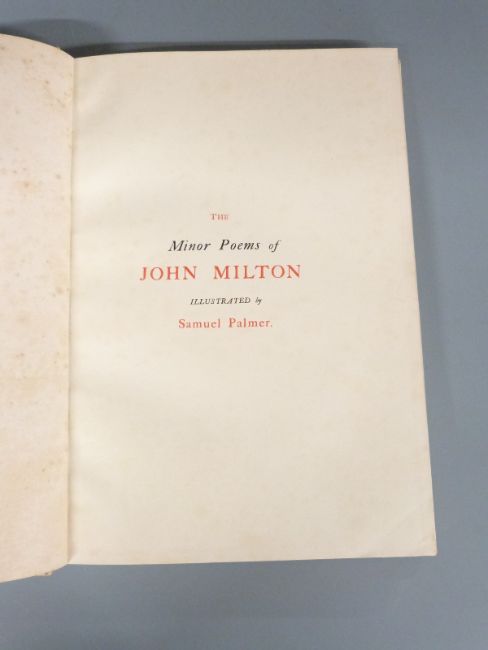 THE
Minor Poems of
JOHN MILTON
ILLUSTRATED by
Samuel Palmer.